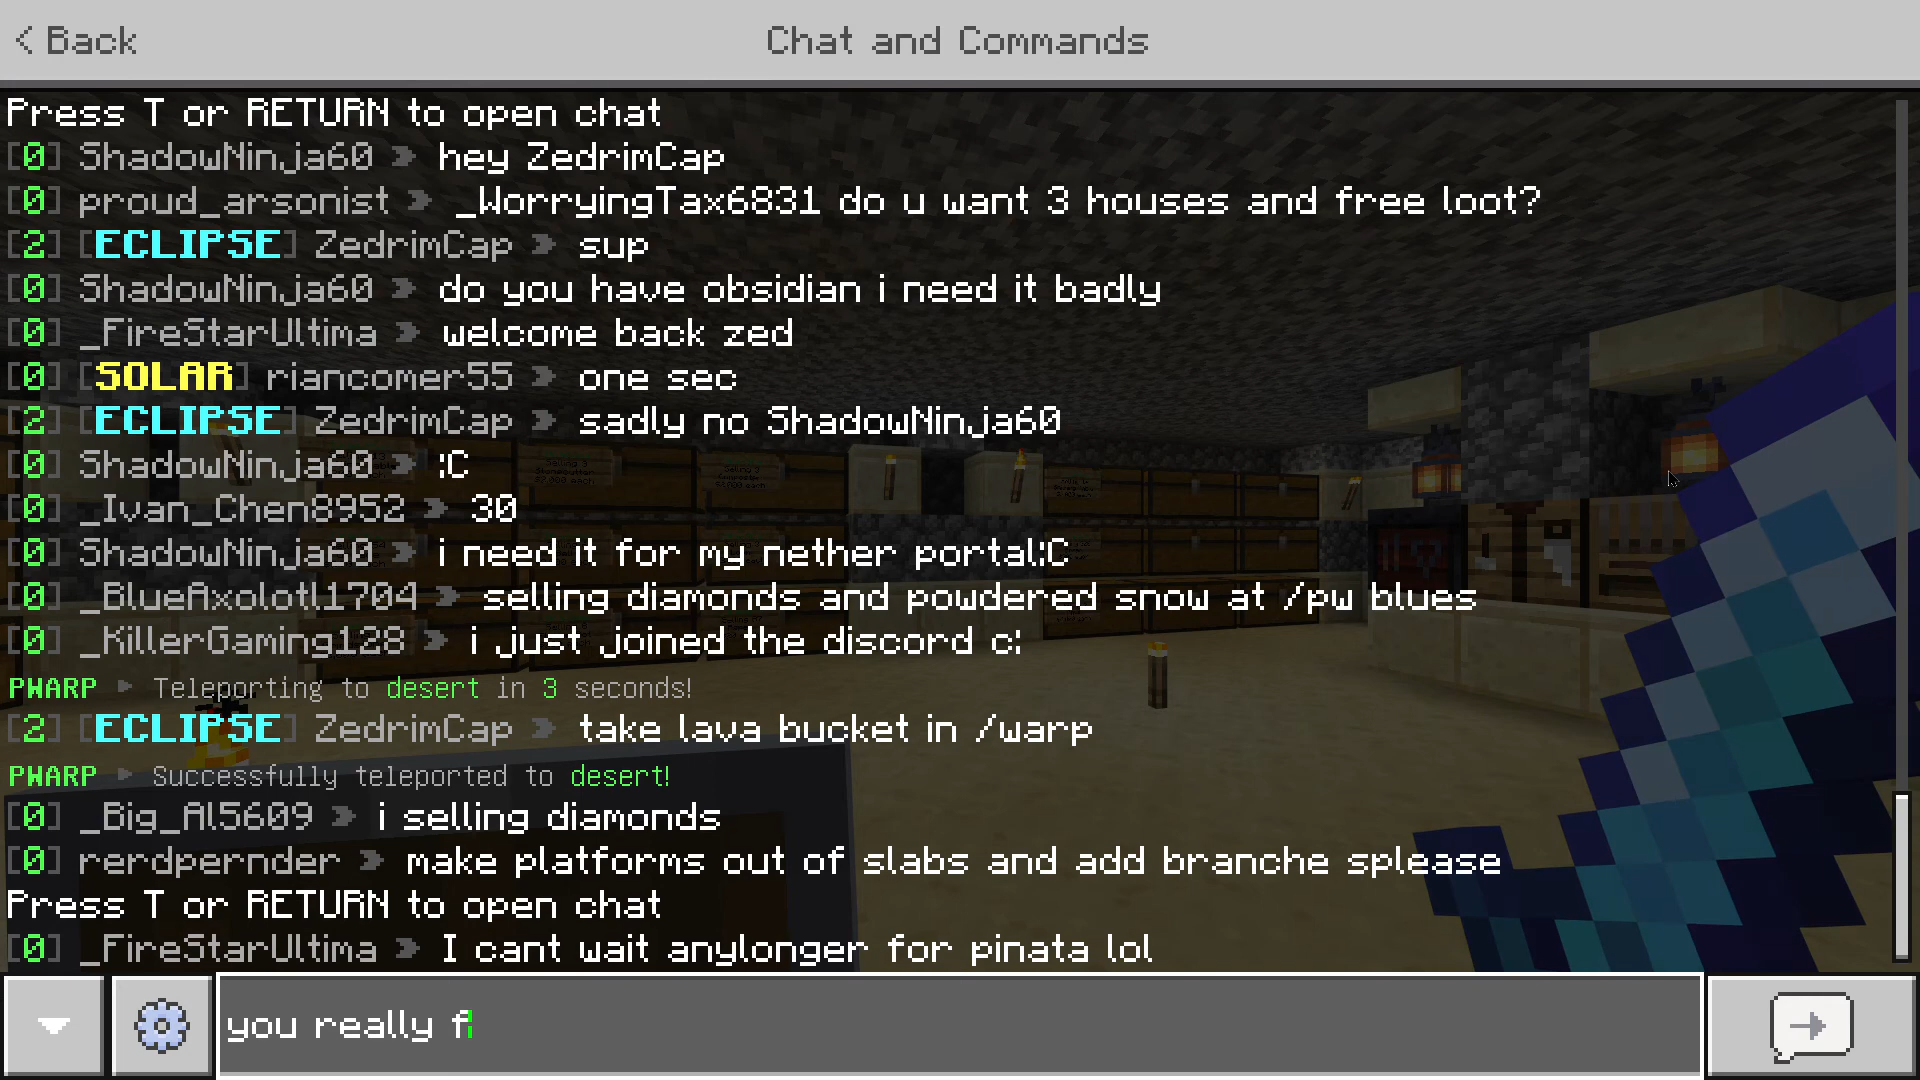 < Back
Chat and Commands
Press T or RETURN to open chat
[0] ShadowNinja60 » hey ZedrimCap
[0] proud_arsonist » _WorryingTax6831 do u want 3 houses and free loot?
[2] [ECLIPSE] ZedrimCap » sup
[0] ShadowNinja60 » do you have obsidian i need it badly
[0] _FireStarUltima » welcome back zed
[0] [SOLAR] riancomer55 » one sec
[2] [ECLIPSE] ZedrimCap » sadly no ShadowNinja60
[0] ShadowNinja60 » :C
[0] _Ivan_Chen8952 » 30
[0] ShadowNinja60 » i need it for my nether portal:C
[0] _BlueAxolotl1704 » selling diamonds and powdered snow at /pw blues
[0] _KillerGaming128 » i just joined the discord c:
PWARP ▸ Teleporting to desert in 3 seconds!
[2] [ECLIPSE] ZedrimCap » take lava bucket in /warp
PWARP ▸ Successfully teleported to desert!
[0] _Big_Al5609 » i selling diamonds
[0] rerdpernder » make platforms out of slabs and add branche splease
Press T or RETURN to open chat
[0] _FireStarUltima » I cant wait anylonger for pinata lol
you really f